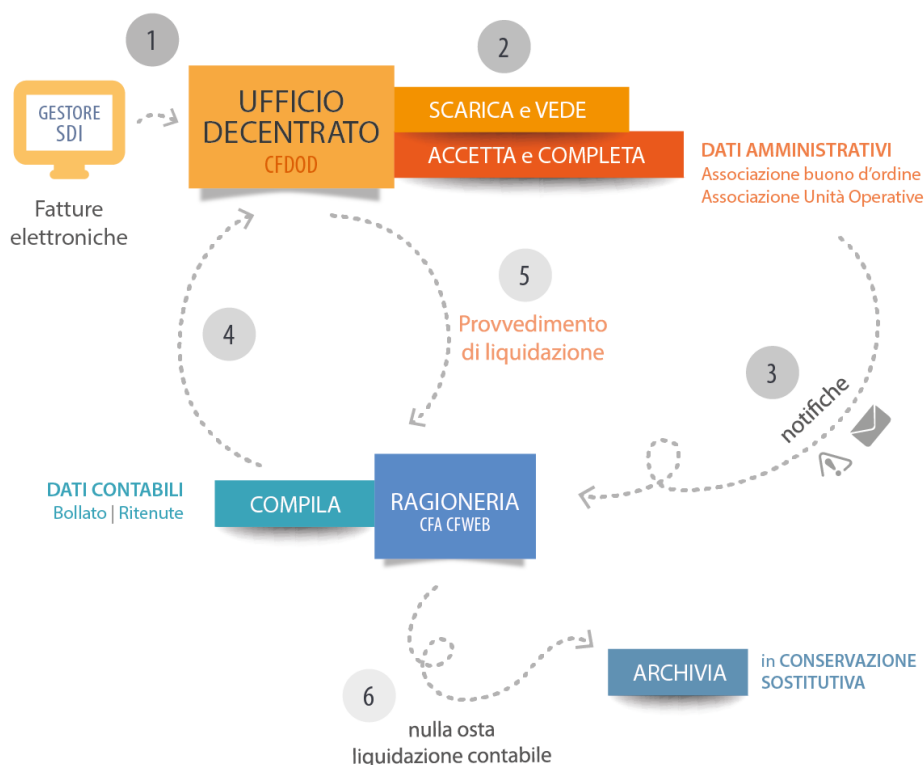 1
GESTORE
SDI
Fatture
elettroniche
UFFICIO
DECENTRATO
CFDOD
2
SCARICA e VEDE
ACCETTA e COMPLETA
DATI AMMINISTRATIVI
Associazione buono d'ordine
Associazione Unità Operative
3
notifiche
4
5
Provvedimento
di liquidazione
DATI CONTABILI
Bollato | Ritenute
COMPILA
RAGIONERIA
CFA CFWEB
6
nulla osta
liquidazione contabile
ARCHIVIA
in CONSERVAZIONE
SOSTITUTIVA